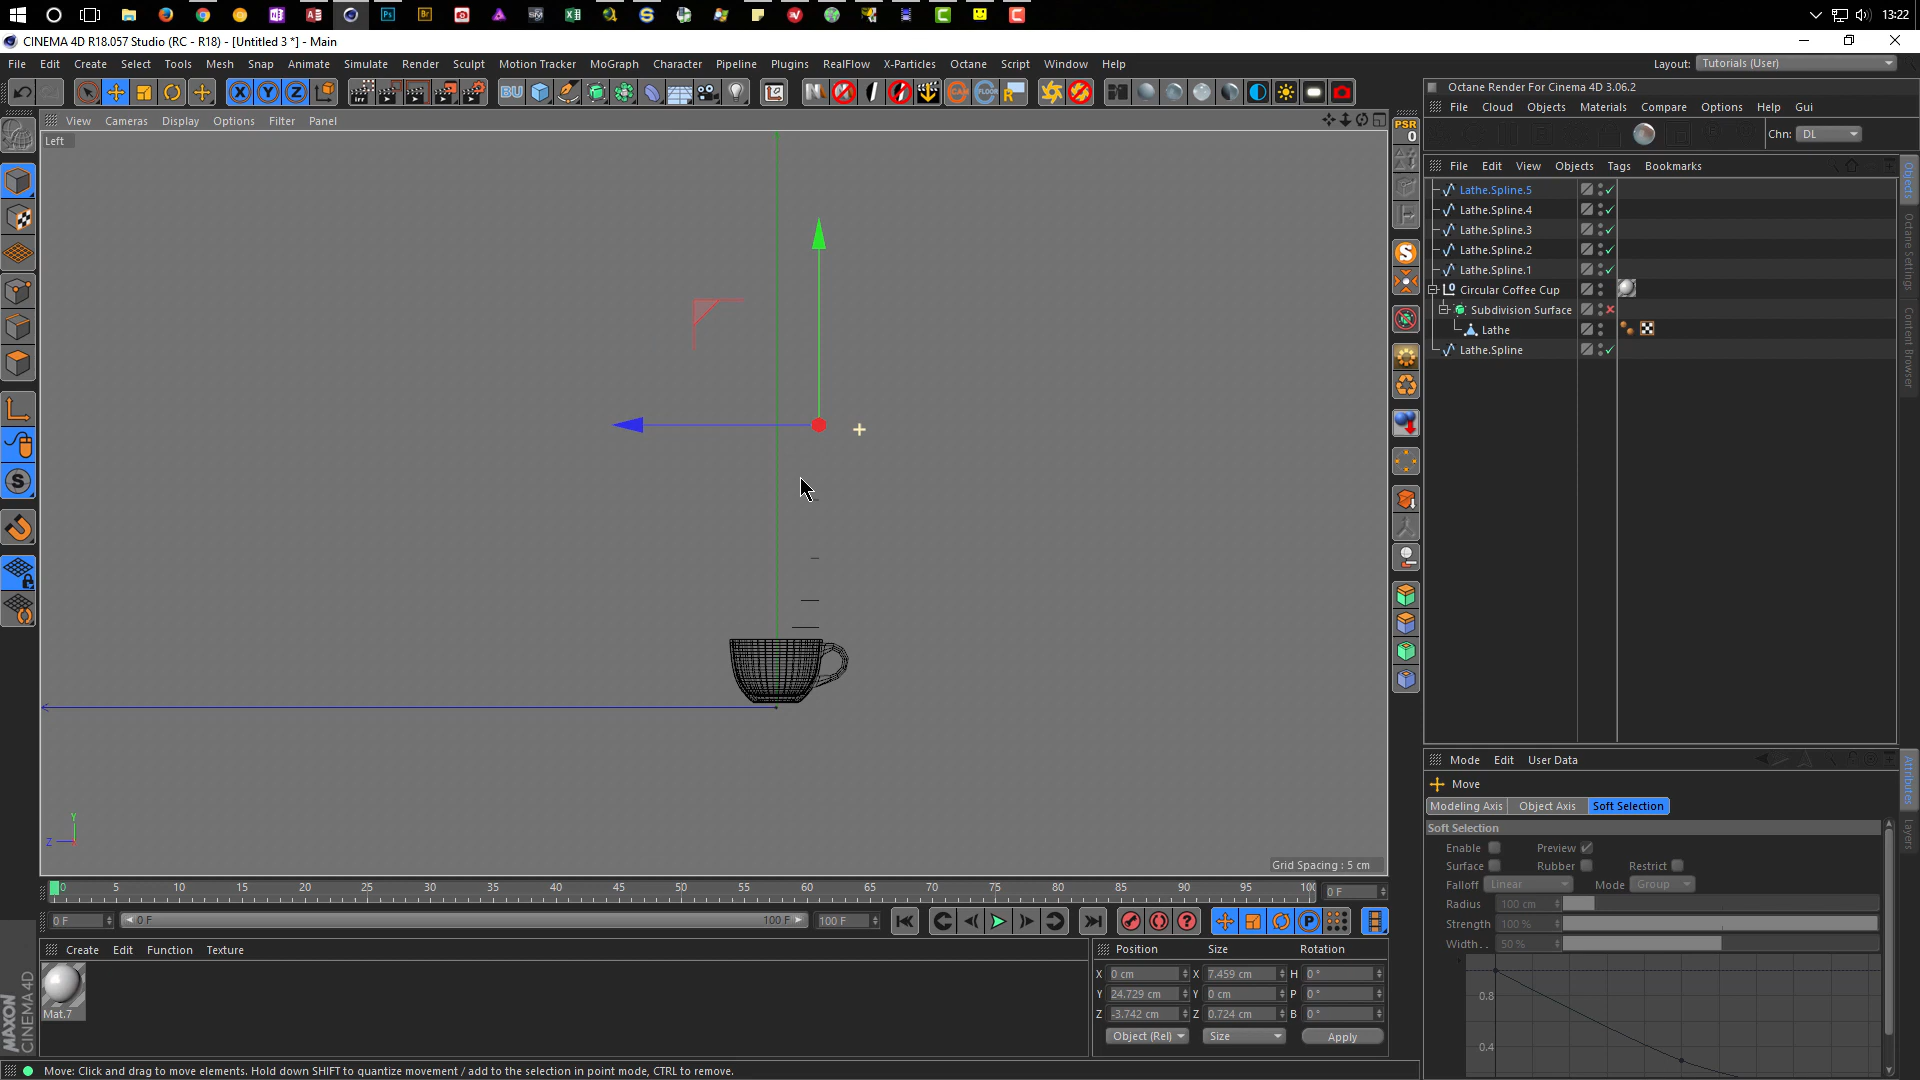 13:22
CINEMA 4D R18.057 Studio (RC - R18) - [Untitled 3 *] - Main
File Edit Create Select Tools Mesh Snap Animate Simulate Render Sculpt Motion Tracker MoGraph Character Pipeline Plugins RealFlow X-Particles Octane Script Window Help
Layout: Tutorials (User)
Octane Render For Cinema 4D 3.06.2
File Cloud Objects Materials Compare Options Help Gui
Chn: DL
View Cameras Display Options Filter Panel
PSR
0
Left
File Edit View Objects Tags Bookmarks
Lathe.Spline.5
Lathe.Spline.4
Lathe.Spline.3
Lathe.Spline.2
Lathe.Spline.1
Circular Coffee Cup
Subdivision Surface
Lathe
Lathe.Spline
Objects
Octane Settings
Content Browser
Y
Z
Grid Spacing : 5 cm
Mode Edit User Data
Move
Modeling Axis Object Axis Soft Selection
Soft Selection
Enable Preview
Surface Rubber Restrict
Falloff Linear Mode Group
Radius 100 cm
Strength 100 %
Width . . 50 %
0.8
0.4
Attributes
Layers
0 5 10 15 20 25 30 35 40 45 50 55 60 65 70 75 80 85 90 95 100 0 F
0 F 0 F 100 F 100 F
Create Edit Function Texture
Mat.7
Position Size Rotation
X 0 cm X 7.459 cm H 0 °
Y 24.729 cm Y 0 cm P 0 °
Z -3.742 cm Z 0.724 cm B 0 °
Object (Rel) Size Apply
MAXON
CINEMA 4D
Move: Click and drag to move elements. Hold down SHIFT to quantize movement / add to the selection in point mode, CTRL to remove.